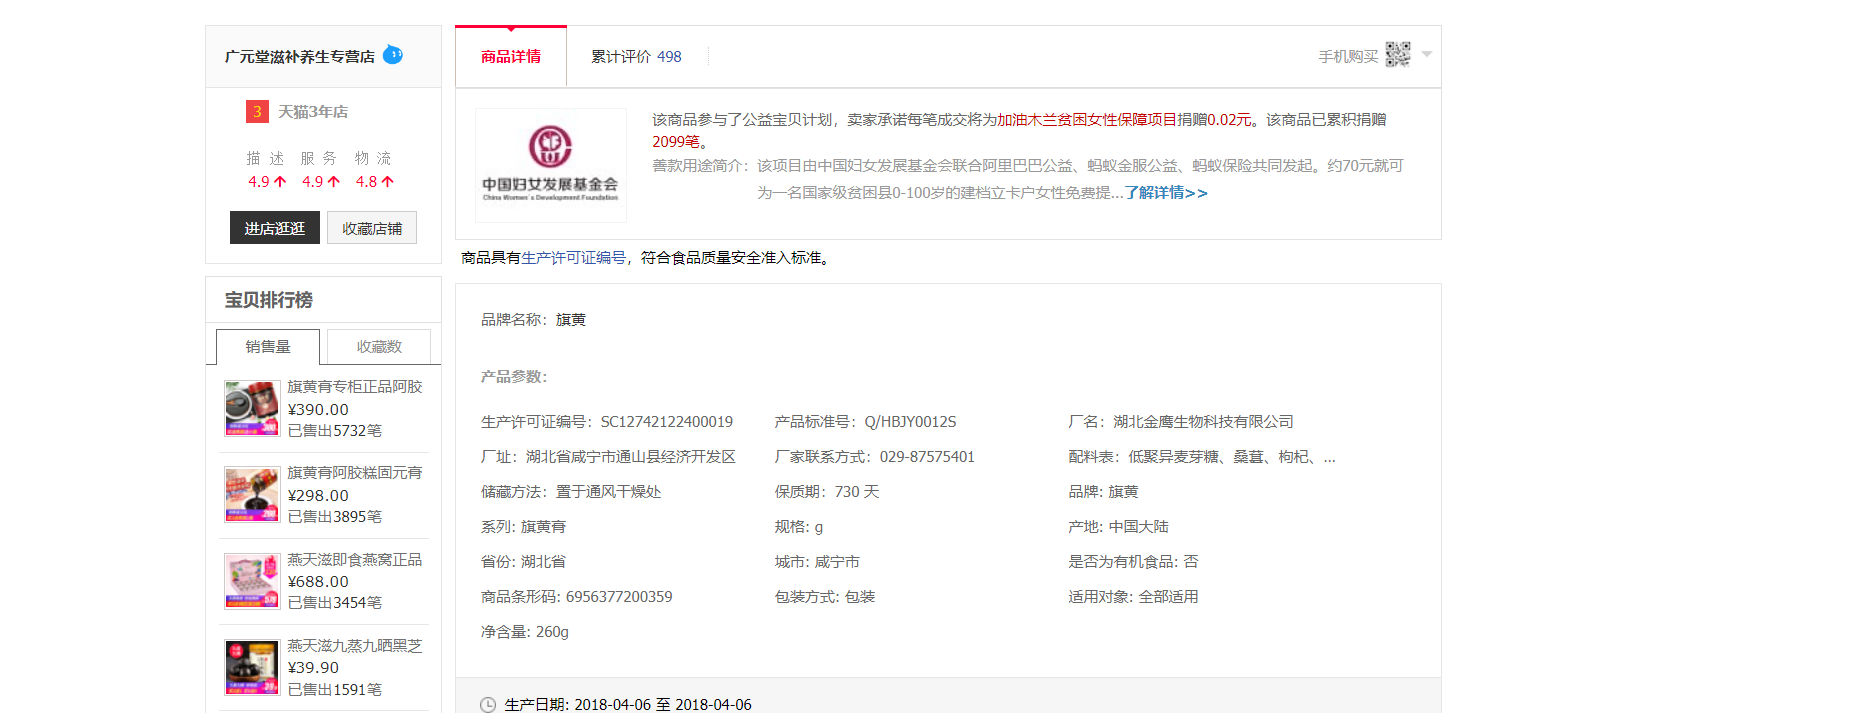 广元堂滋补养生专营店
3 天猫3年店
描 述 服 务 物 流
4.9 4.9 4.8
进店逛逛 收藏店铺
宝贝排行榜
销售量 收藏数
旗黄膏专柜正品阿胶
¥390.00
已售出5732笔
旗黄膏阿胶糕固元膏
¥298.00
已售出3895笔
燕天滋即食燕窝正品
¥688.00
已售出3454笔
燕天滋九蒸九晒黑芝
¥39.90
已售出1591笔
商品详情 累计评价 498
手机购买
中国妇女发展基金会
China Women's Development Foundation
该商品参与了公益宝贝计划，卖家承诺每笔成交将为加油木兰贫困女性保障项目捐赠0.02元。该商品已累积捐赠
2099笔。
善款用途简介：该项目由中国妇女发展基金会联合阿里巴巴公益、蚂蚁金服公益、蚂蚁保险共同发起。约70元就可
为一名国家级贫困县0-100岁的建档立卡户女性免费提...了解详情>>
商品具有生产许可证编号，符合食品质量安全准入标准。
品牌名称：旗黄
产品参数：
生产许可证编号：SC12742122400019 产品标准号：Q/HBJY0012S 厂名：湖北金鹰生物科技有限公司
厂址：湖北省咸宁市通山县经济开发区 厂家联系方式：029-87575401 配料表：低聚异麦芽糖、桑葚、枸杞、...
储藏方法：置于通风干燥处 保质期：730 天 品牌: 旗黄
系列: 旗黄膏 规格: g 产地: 中国大陆
省份: 湖北省 城市: 咸宁市 是否为有机食品: 否
商品条形码: 6956377200359 包装方式: 包装 适用对象: 全部适用
净含量: 260g
生产日期: 2018-04-06 至 2018-04-06